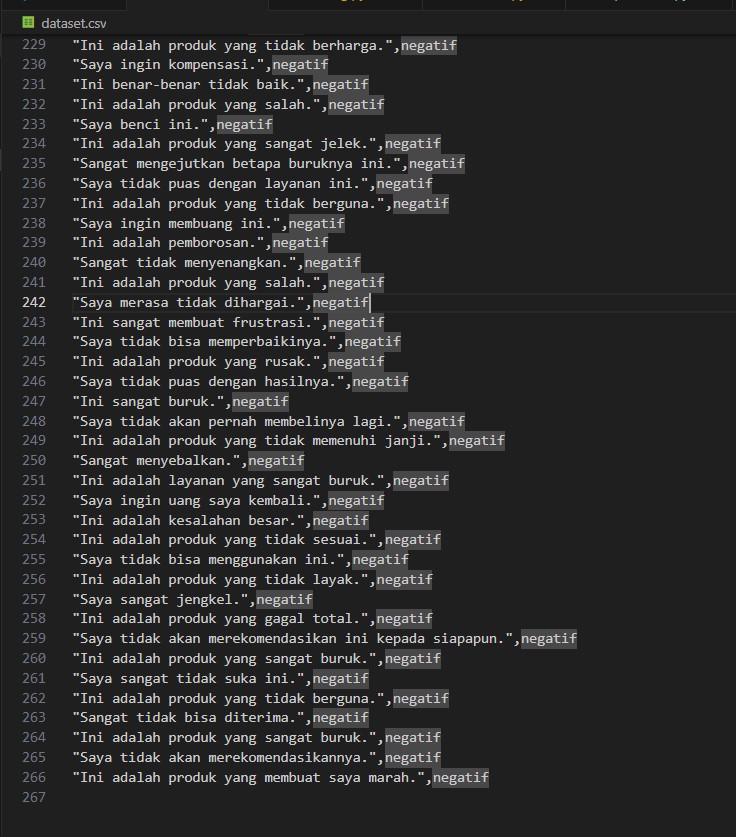 dataset.csv
229 "Ini adalah produk yang tidak berharga.",negatif
230 "Saya ingin kompensasi.",negatif
231 "Ini benar-benar tidak baik.",negatif
232 "Ini adalah produk yang salah.",negatif
233 "Saya benci ini.",negatif
234 "Ini adalah produk yang sangat jelek.",negatif
235 "Sangat mengejutkan betapa buruknya ini.",negatif
236 "Saya tidak puas dengan layanan ini.",negatif
237 "Ini adalah produk yang tidak berguna.",negatif
238 "Saya ingin membuang ini.",negatif
239 "Ini adalah pemborosan.",negatif
240 "Sangat tidak menyenangkan.",negatif
241 "Ini adalah produk yang salah.",negatif
242 "Saya merasa tidak dihargai.",negatif
243 "Ini sangat membuat frustrasi.",negatif
244 "Saya tidak bisa memperbaikinya.",negatif
245 "Ini adalah produk yang rusak.",negatif
246 "Saya tidak puas dengan hasilnya.",negatif
247 "Ini sangat buruk.",negatif
248 "Saya tidak akan pernah membelinya lagi.",negatif
249 "Ini adalah produk yang tidak memenuhi janji.",negatif
250 "Sangat menyebalkan.",negatif
251 "Ini adalah layanan yang sangat buruk.",negatif
252 "Saya ingin uang saya kembali.",negatif
253 "Ini adalah kesalahan besar.",negatif
254 "Ini adalah produk yang tidak sesuai.",negatif
255 "Saya tidak bisa menggunakan ini.",negatif
256 "Ini adalah produk yang tidak layak.",negatif
257 "Saya sangat jengkel.",negatif
258 "Ini adalah produk yang gagal total.",negatif
259 "Saya tidak akan merekomendasikan ini kepada siapapun.",negatif
260 "Ini adalah produk yang sangat buruk.",negatif
261 "Saya sangat tidak suka ini.",negatif
262 "Ini adalah produk yang tidak berguna.",negatif
263 "Sangat tidak bisa diterima.",negatif
264 "Ini adalah produk yang sangat buruk.",negatif
265 "Saya tidak akan merekomendasikannya.",negatif
266 "Ini adalah produk yang membuat saya marah.",negatif
267